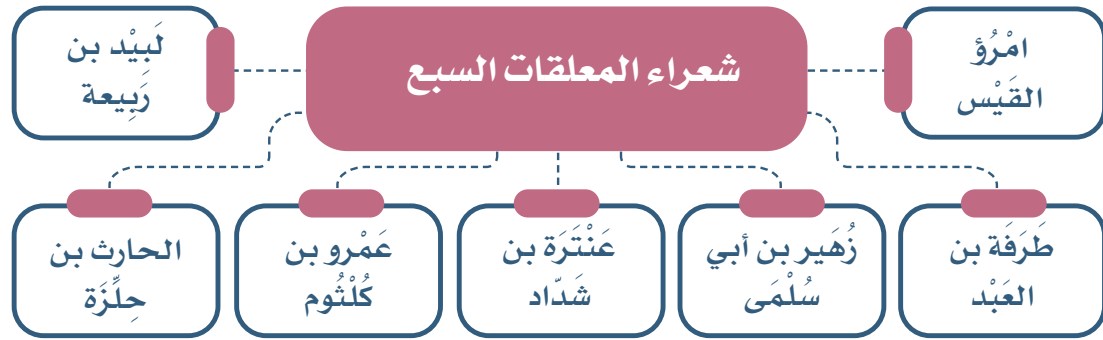 شعراء المعلقات السبع
امْرُؤ
القَيْس
طَرَفَة بن
العَبْد
زُهَير بن أبي
سُلْمَى
عَنْتَرَة بن
شَدّاد
عَمْرو بن
كُلْثُوم
الحارث بن
حِلِّزَة
لَبِيْد بن
رَبِيعة